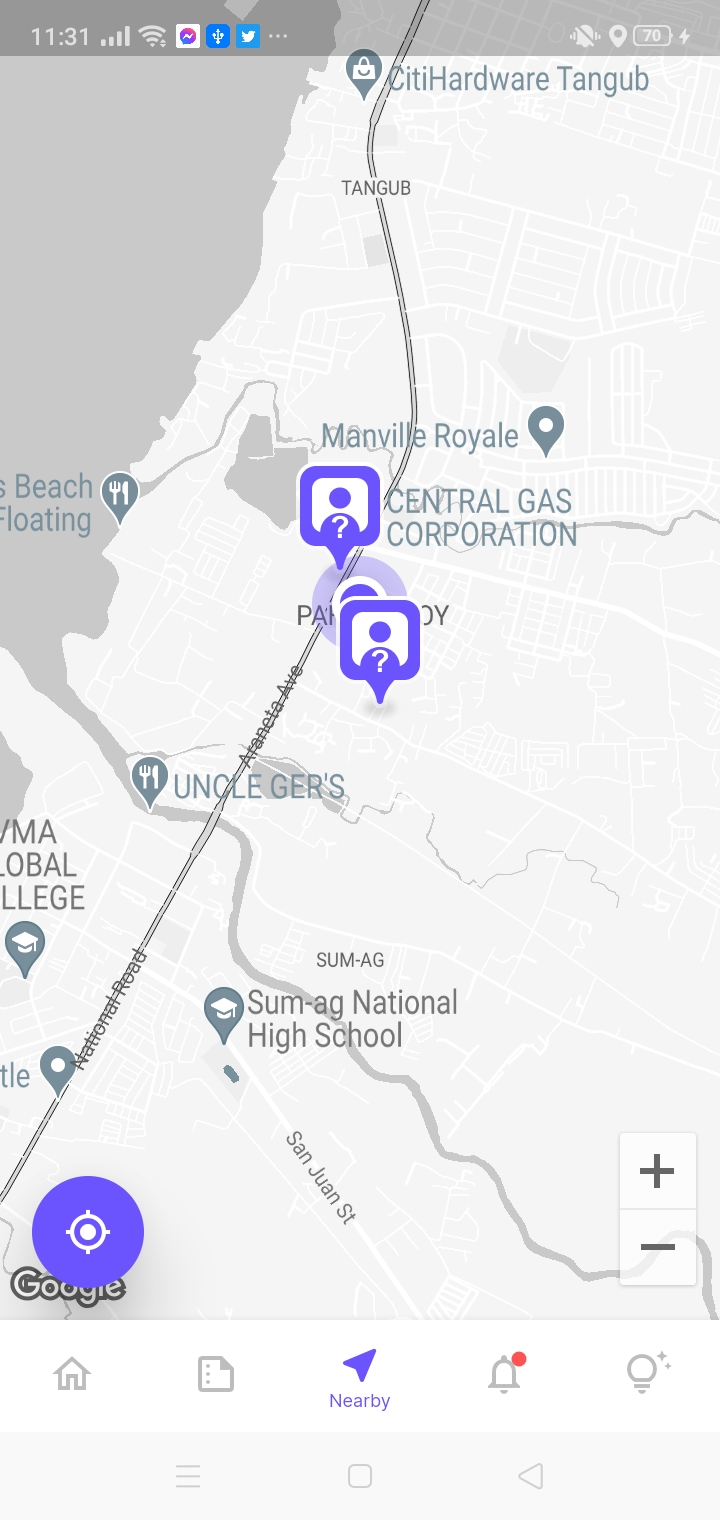 11:31
70
CitiHardware Tangub
TANGUB
Manville Royale
s Beach
Floating
CENTRAL GAS
CORPORATION
?
OY
?
Araneta Ave
UNCLE GER'S
VMA
LOBAL
LLEGE
SUM-AG
National Road
Sum-ag National
High School
tle
San Juan St
Google
Nearby